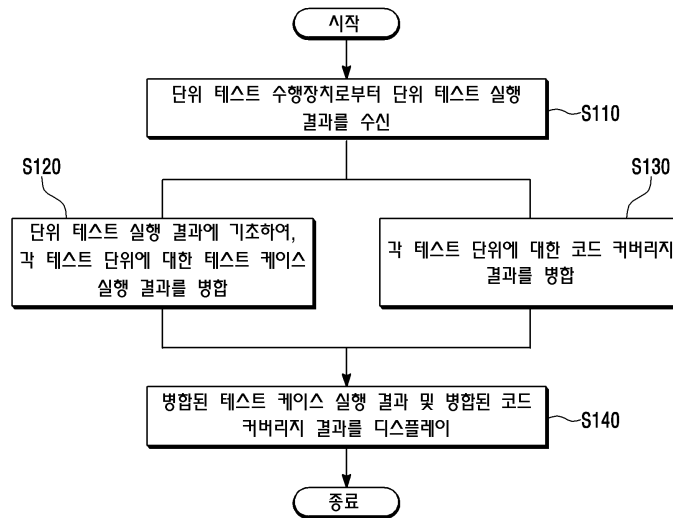 시작
단위 테스트 수행장치로부터 단위 테스트 실행
결과를 수신
S110
S120
S130
단위 테스트 실행 결과에 기초하여,
각 테스트 단위에 대한 테스트 케이스
실행 결과를 병합
각 테스트 단위에 대한 코드 커버리지
결과를 병합
병합된 테스트 케이스 실행 결과 및 병합된 코드
커버리지 결과를 디스플레이
S140
종료